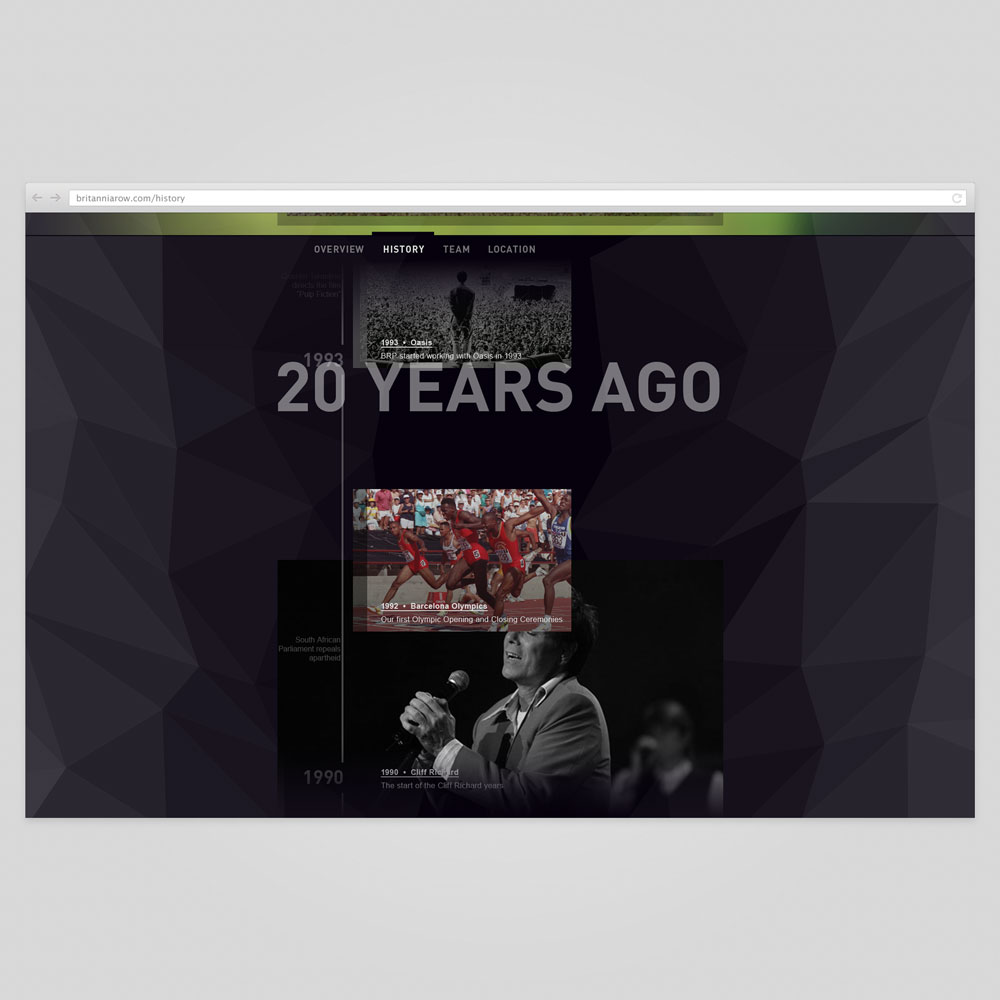 britanniarow.com/history
OVERVIEW HISTORY TEAM LOCATION
directs the film
"Pulp Fiction"
1993 • Oasis
BRP started working with Oasis in 1993
1993
20 YEARS AGO
1992 • Barcelona Olympics
Our first Olympic Opening and Closing Ceremonies
South African
Parliament repeals
apartheid
1990 • Cliff Richard
The start of the Cliff Richard years
1990